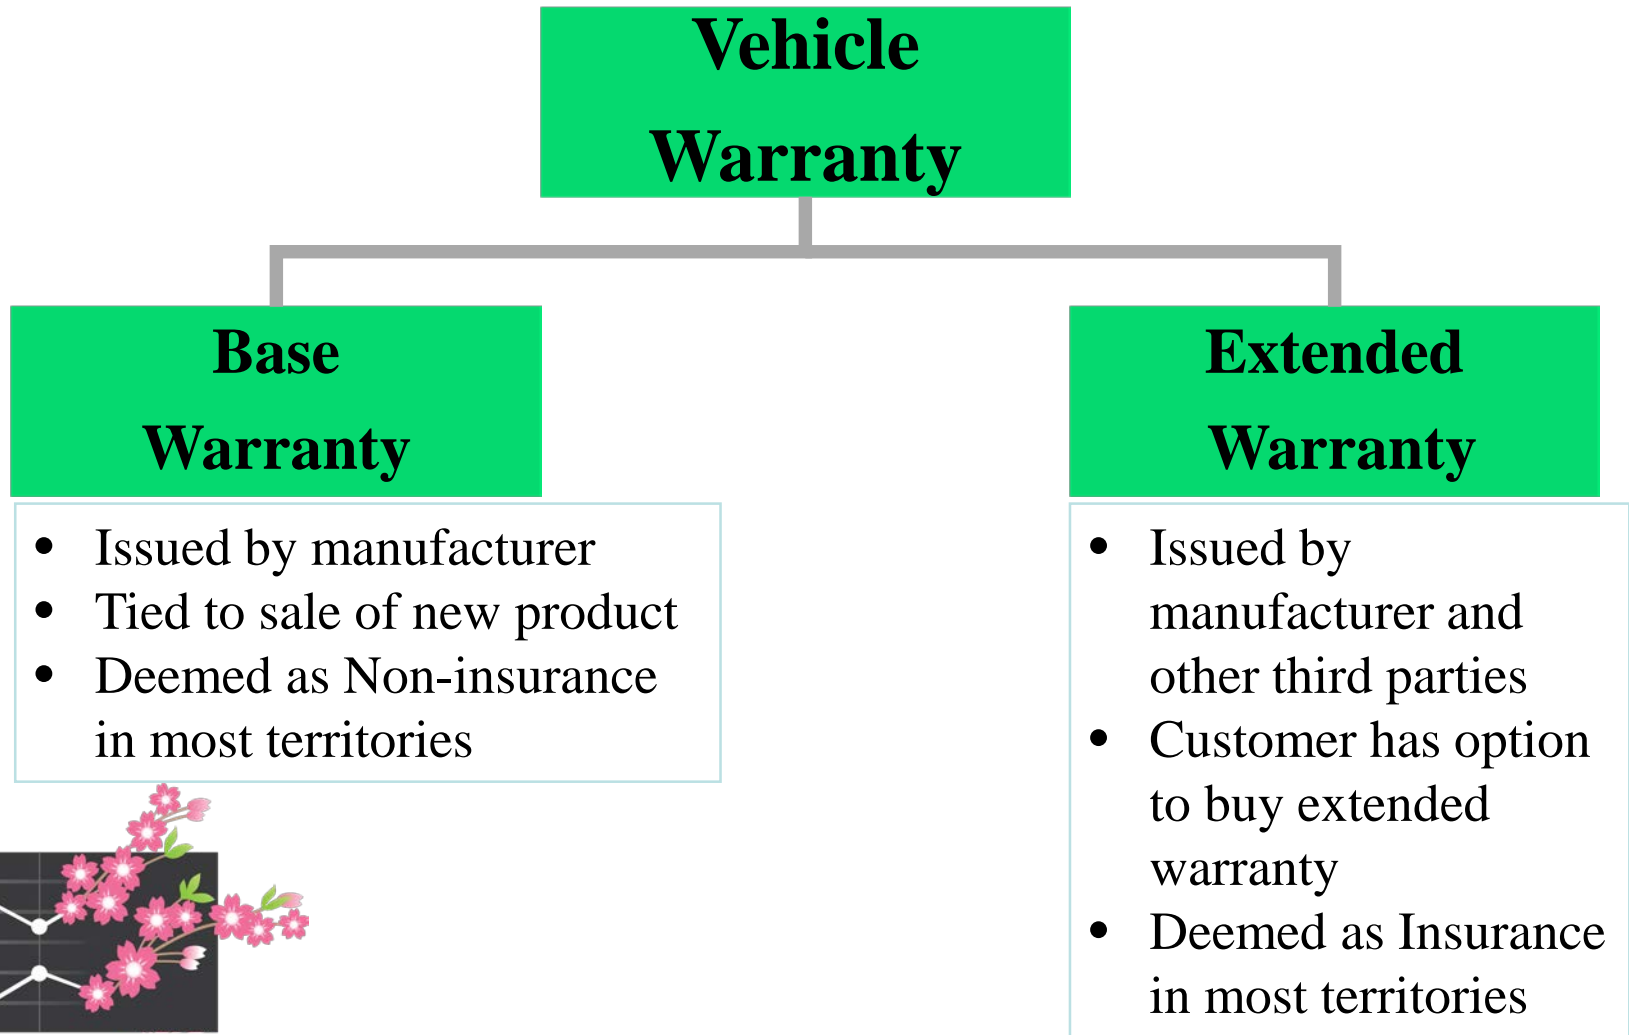 Vehicle
Warranty
Base
Warranty
• Issued by manufacturer
• Tied to sale of new product
• Deemed as Non-insurance
in most territories
Extended
Warranty
• Issued by
manufacturer and
other third parties
• Customer has option
to buy extended
warranty
• Deemed as Insurance
in most territories